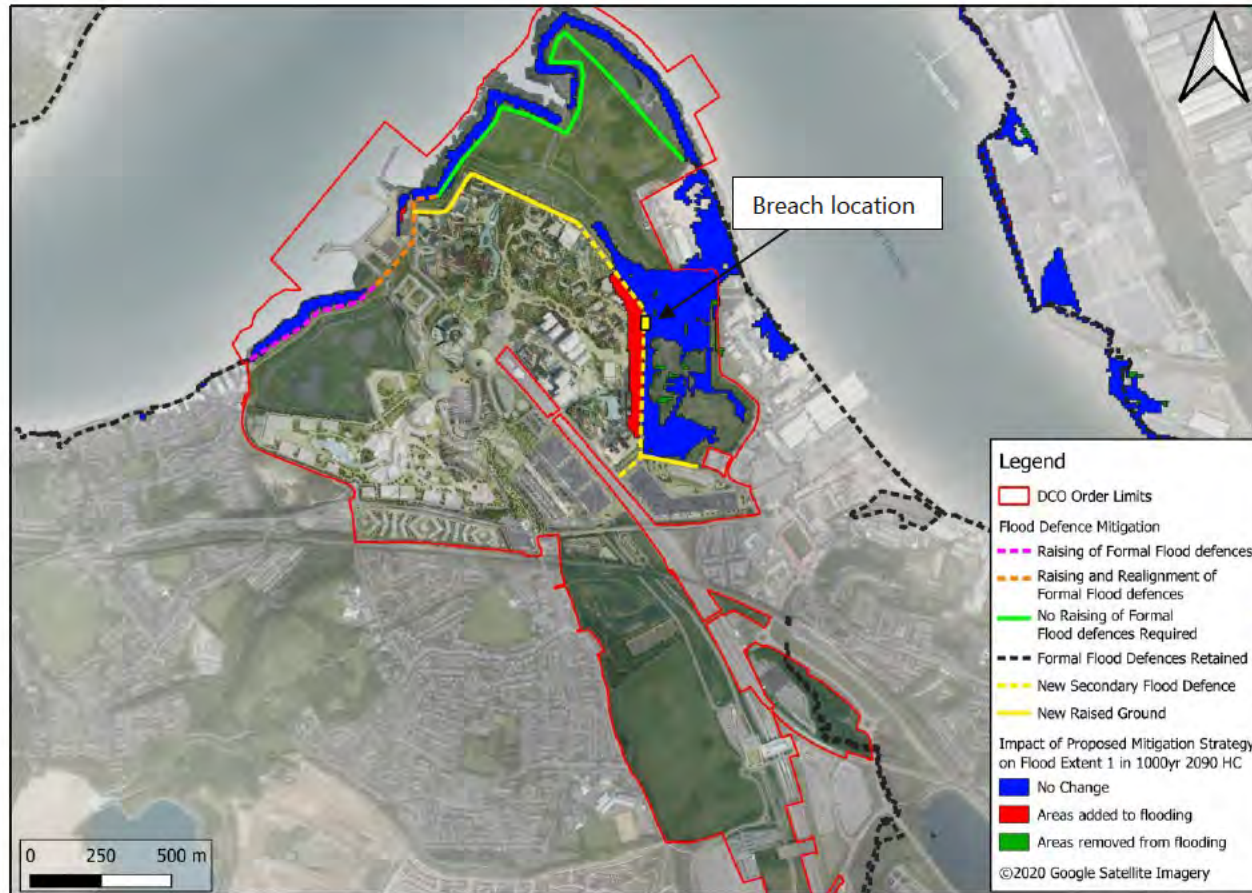 Breach location
Legend
DCO Order Limits
Flood Defence Mitigation
Raising of Formal Flood defences
Raising and Realignment of
Formal Flood defences
No Raising of Formal
Flood defences Required
Formal Flood Defences Retained
New Secondary Flood Defence
New Raised Ground
Impact of Proposed Mitigation Strategy
on Flood Extent 1 in 1000yr 2090 HC
No Change
Areas added to flooding
Areas removed from flooding
©2020 Google Satellite Imagery
0 250 500 m